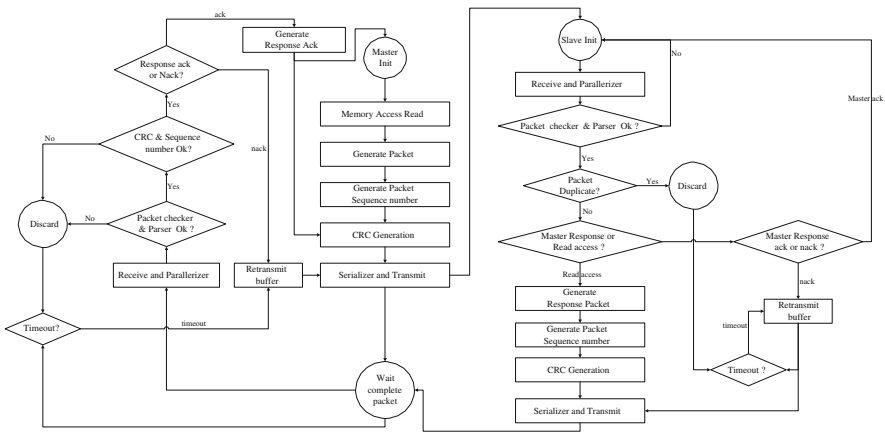 ack
Generate
Response Ack
Master
Init
Response ack
or Nack?
Yes
Memory Access Read
No
CRC & Sequence
number Ok?
nack
Generate Packet
Yes
Generate Packet
Sequence number
Discard
No
Packet checker
& Parser Ok ?
CRC Generation
Receive and Parallerizer
Retransmit
buffer
Serializer and Transmit
Timeout?
timeout
Wait
complete
packet
Slave Init
No
Receive and Parallerizer
Master ack
Packet checker & Parser Ok ?
Yes
Packet
Duplicate?
Yes
Discard
No
Master Response or
Read access ?
Master Response
ack or nack ?
Read access
nack
Generate
Response Packet
Retransmit
buffer
Generate Packet
Sequence number
timeout
CRC Generation
Timeout ?
Serializer and Transmit